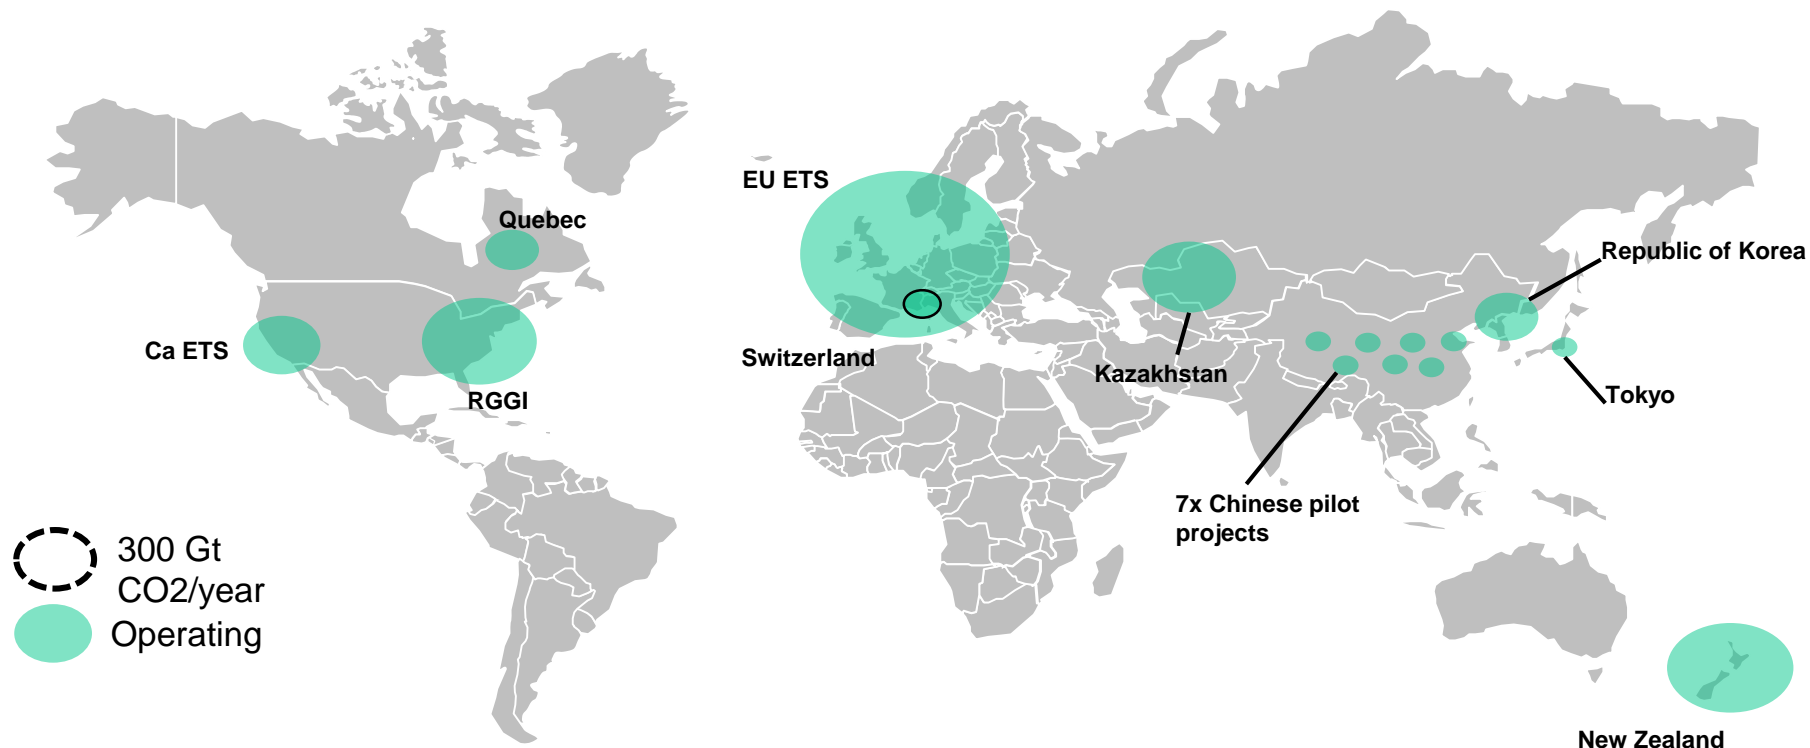 EU ETS
Quebec
Republic of Korea
Ca ETS
Switzerland
Kazakhstan
RGGI
Tokyo
7x Chinese pilot
projects
300 Gt
CO2/year
Operating
New Zealand